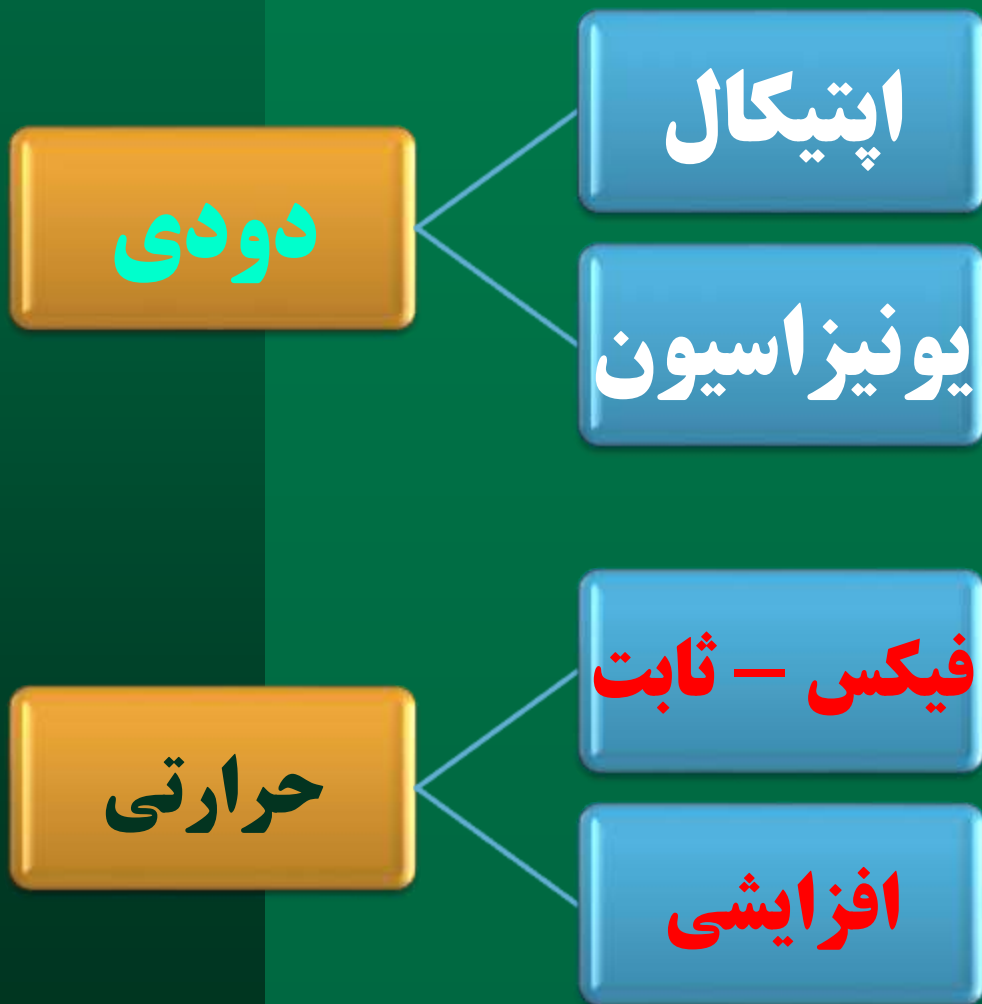 دودی
اپتیکال
یونیزاسیون
حرارتی
فیکس – ثابت
افزایشی